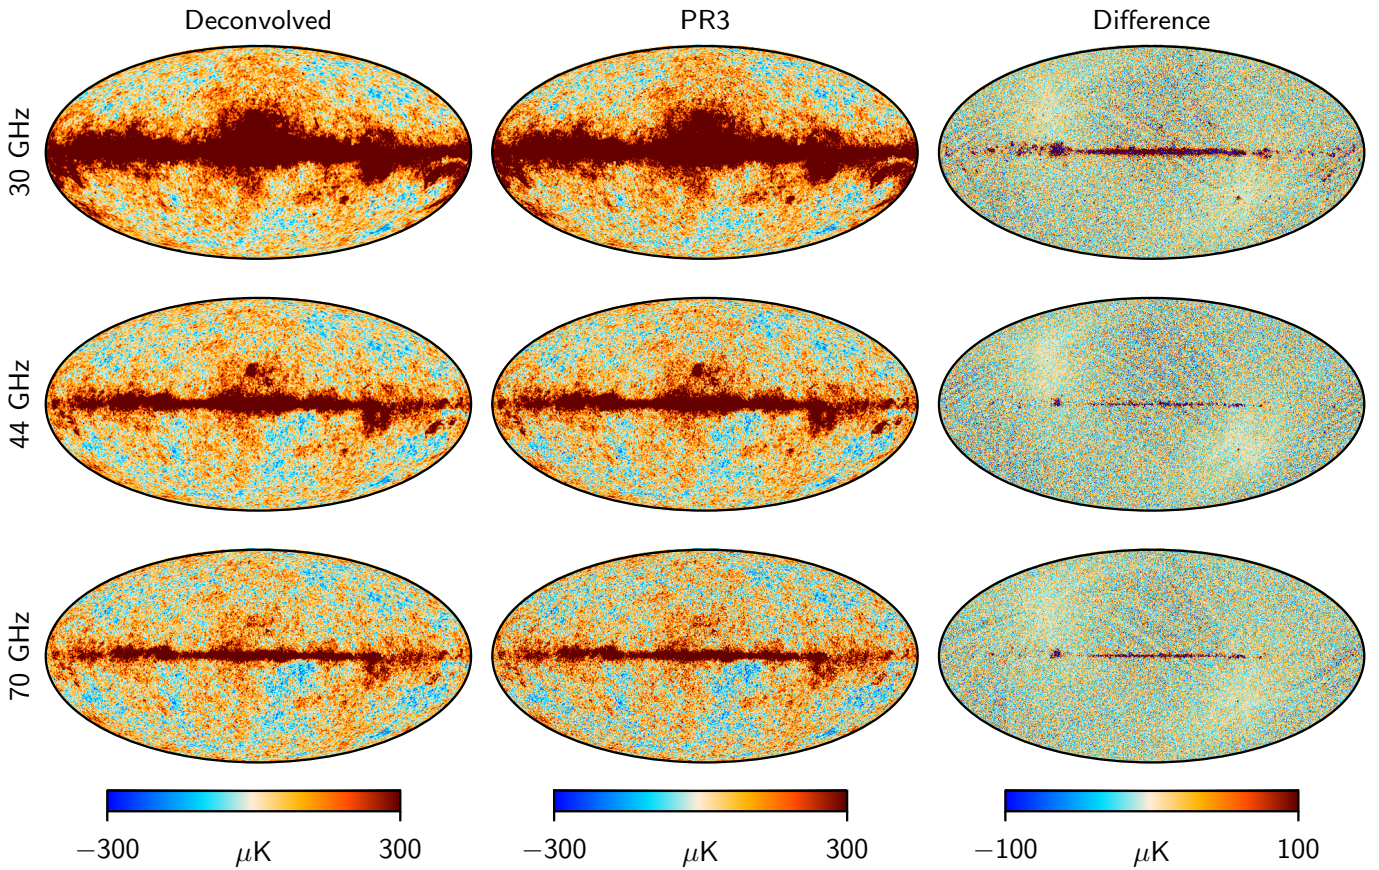 Deconvolved PR3 Difference
30 GHz
44 GHz
70 GHz
−300 μK 300 −300 μK 300 −100 μK 100